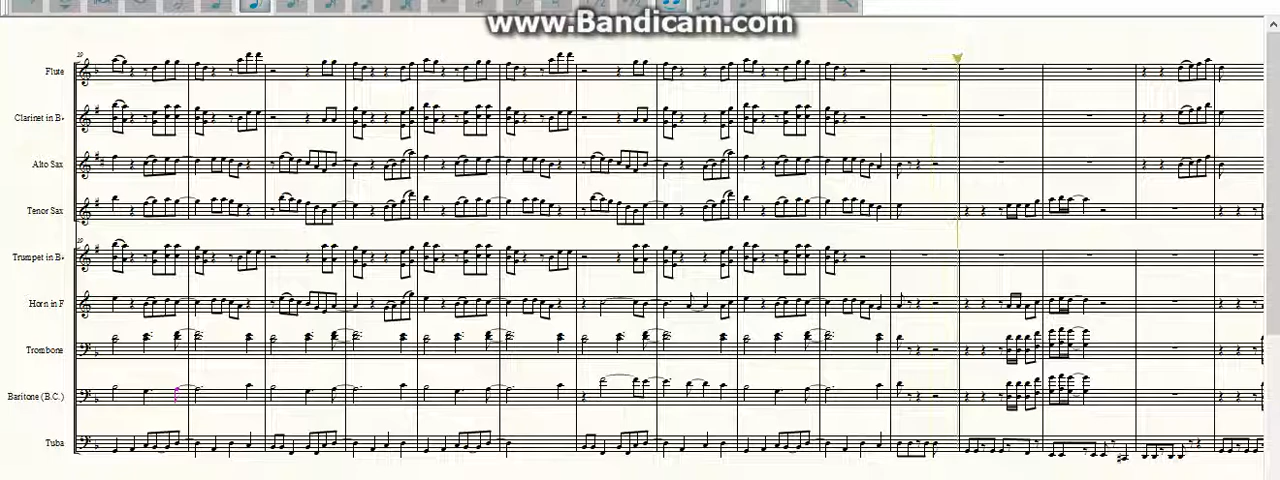 www.Bandicam.com
Flute
Clarinet in B♭
Alto Sax
Tenor Sax
Trumpet in B♭
Horn in F
Trombone
Baritone (B.C.)
Tuba